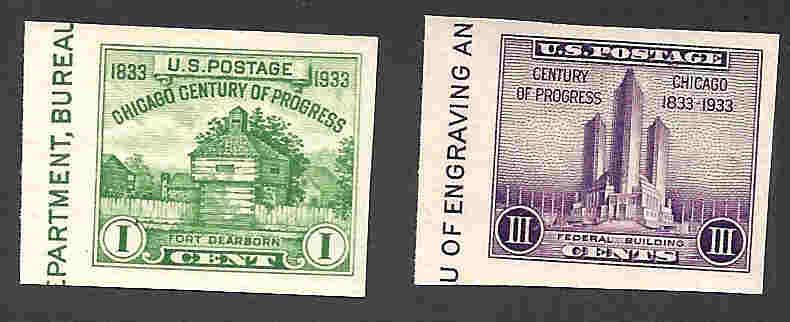 PARTMENT, BUREAU
U.S. POSTAGE
1833 1933
CHICAGO CENTURY OF PROGRESS
I I
FORT DEARBORN
CENT
U OF ENGRAVING AN
U.S. POSTAGE
CENTURY OF PROGRESS
CHICAGO 1833-1933
III III
FEDERAL BUILDING
CENTS